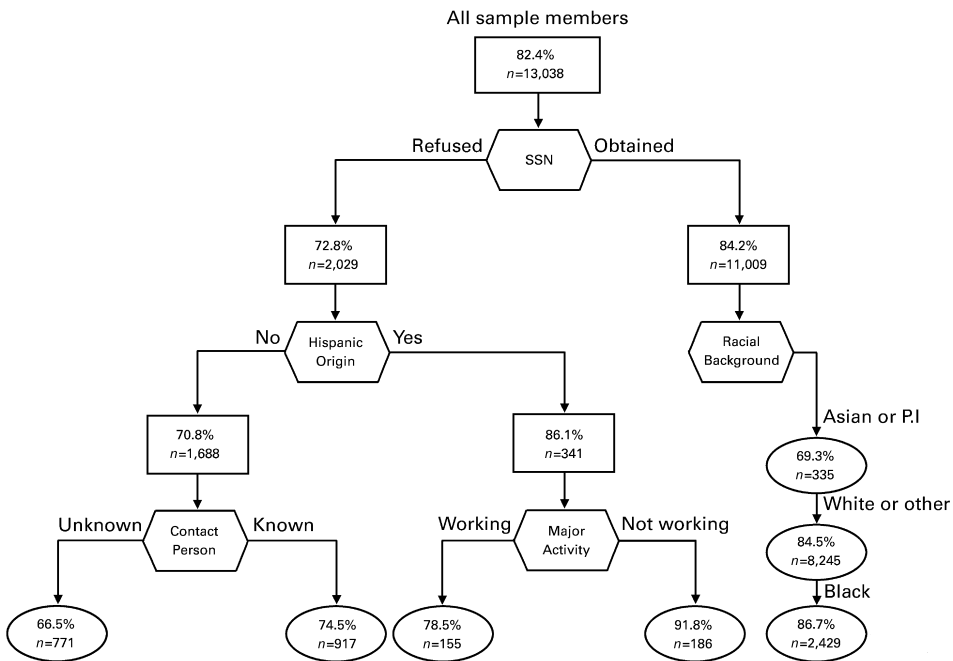 All sample members
82.4%
n=13,038
Refused
SSN
Obtained
72.8%
n=2,029
84.2%
n=11,009
No
Hispanic
Origin
Yes
Racial
Background
70.8%
n=1,688
86.1%
n=341
Asian or P.I
69.3%
n=335
Unknown
Contact
Person
Known
Working
Major
Activity
Not working
White or other
84.5%
n=8,245
Black
66.5%
n=771
74.5%
n=917
78.5%
n=155
91.8%
n=186
86.7%
n=2,429